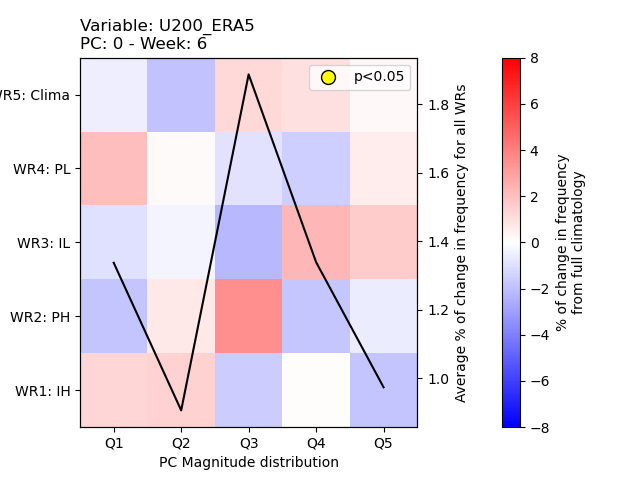 Variable: U200_ERA5
PC: 0 - Week: 6
p<0.05
WR5: Clima
WR4: PL
WR3: IL
WR2: PH
WR1: IH
Q1 Q2 Q3 Q4 Q5
PC Magnitude distribution
1.8
1.6
1.4
1.2
1.0
Average % of change in frequency for all WRs
8
6
4
2
0
−2
−4
−6
−8
% of change in frequency
from full climatology